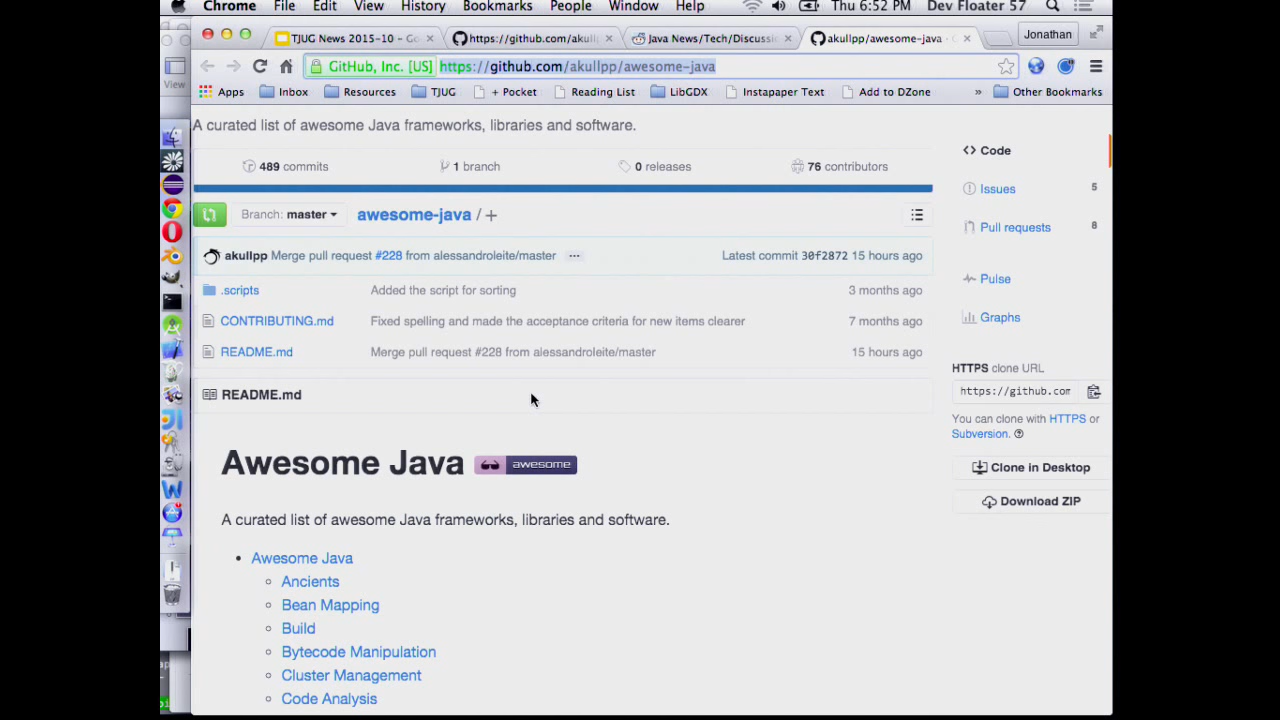 Chrome File Edit View History Bookmarks People Window Help Thu 6:52 PM Dev Floater 57
TJUG News 2015-10 – Go × https://github.com/akull × Java News/Tech/Discussi × akullpp/awesome-java · G × Jonathan
View
GitHub, Inc. [US] https://github.com/akullpp/awesome-java
Apps Inbox Resources TJUG + Pocket Reading List LibGDX Instapaper Text Add to DZone » Other Bookmarks
A curated list of awesome Java frameworks, libraries and software.
489 commits 1 branch 0 releases 76 contributors
Branch: master awesome-java / +
akullpp Merge pull request #228 from alessandroleite/master ... Latest commit 30f2872 15 hours ago
.scripts Added the script for sorting 3 months ago
CONTRIBUTING.md Fixed spelling and made the acceptance criteria for new items clearer 7 months ago
README.md Merge pull request #228 from alessandroleite/master 15 hours ago
README.md
Awesome Java awesome
A curated list of awesome Java frameworks, libraries and software.
• Awesome Java
◦ Ancients
◦ Bean Mapping
◦ Build
◦ Bytecode Manipulation
◦ Cluster Management
◦ Code Analysis
<> Code
Issues 5
Pull requests 8
Pulse
Graphs
HTTPS clone URL
https://github.com
You can clone with HTTPS or
Subversion.
Clone in Desktop
Download ZIP